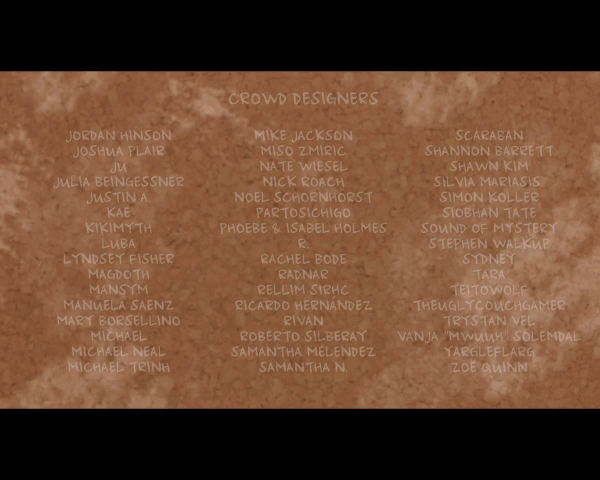 CROWD DESIGNERS
JORDAN HINSON
JOSHUA PLAIR
JU
JULIA BEINGESSNER
JUSTIN A.
KAE
KIKIMYTH
LUBA
LYNDSEY FISHER
MAGDOTH
MANSYM
MANUELA SAENZ
MARY BORSELLINO
MICHAEL
MICHAEL NEAL
MICHAEL TRINH
MIKE JACKSON
MISO ZMIRIC
NATE WIESEL
NICK ROACH
NOEL SCHORNHORST
PARTOSICHIGO
PHOEBE & ISABEL HOLMES
R.
RACHEL BODE
RADNAR
RELLIM SIRHC
RICARDO HERNANDEZ
RIVAN
ROBERTO SILBERAY
SAMANTHA MELENDEZ
SAMANTHA N.
SCARABAN
SHANNON BARRETT
SHAWN KIM
SILVIA MARIASIS
SIMON KOLLER
SIOBHAN TATE
SOUND OF MYSTERY
STEPHEN WALKUP
SYDNEY
TARA
TEITOWOLF
THEUGLYCOUCHGAMER
TRYSTAN VEL
VANJA "MWUUH" SOLEMDAL
YARGLEFLARG
ZOE QUINN